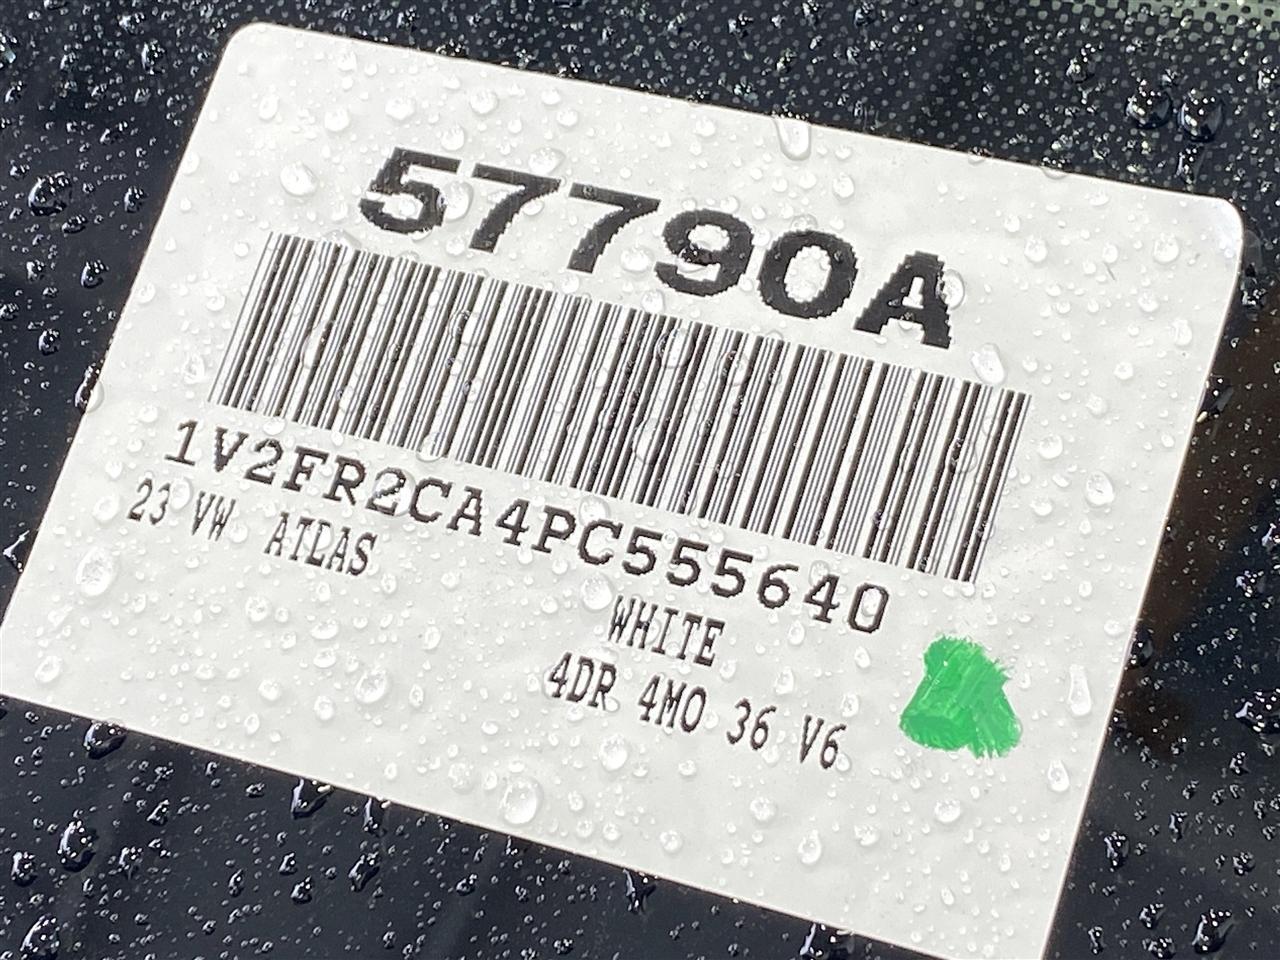 57790A
1V2FR2CA4PC555640
23 VW ATLAS
WHITE
4DR 4MO 36 V6